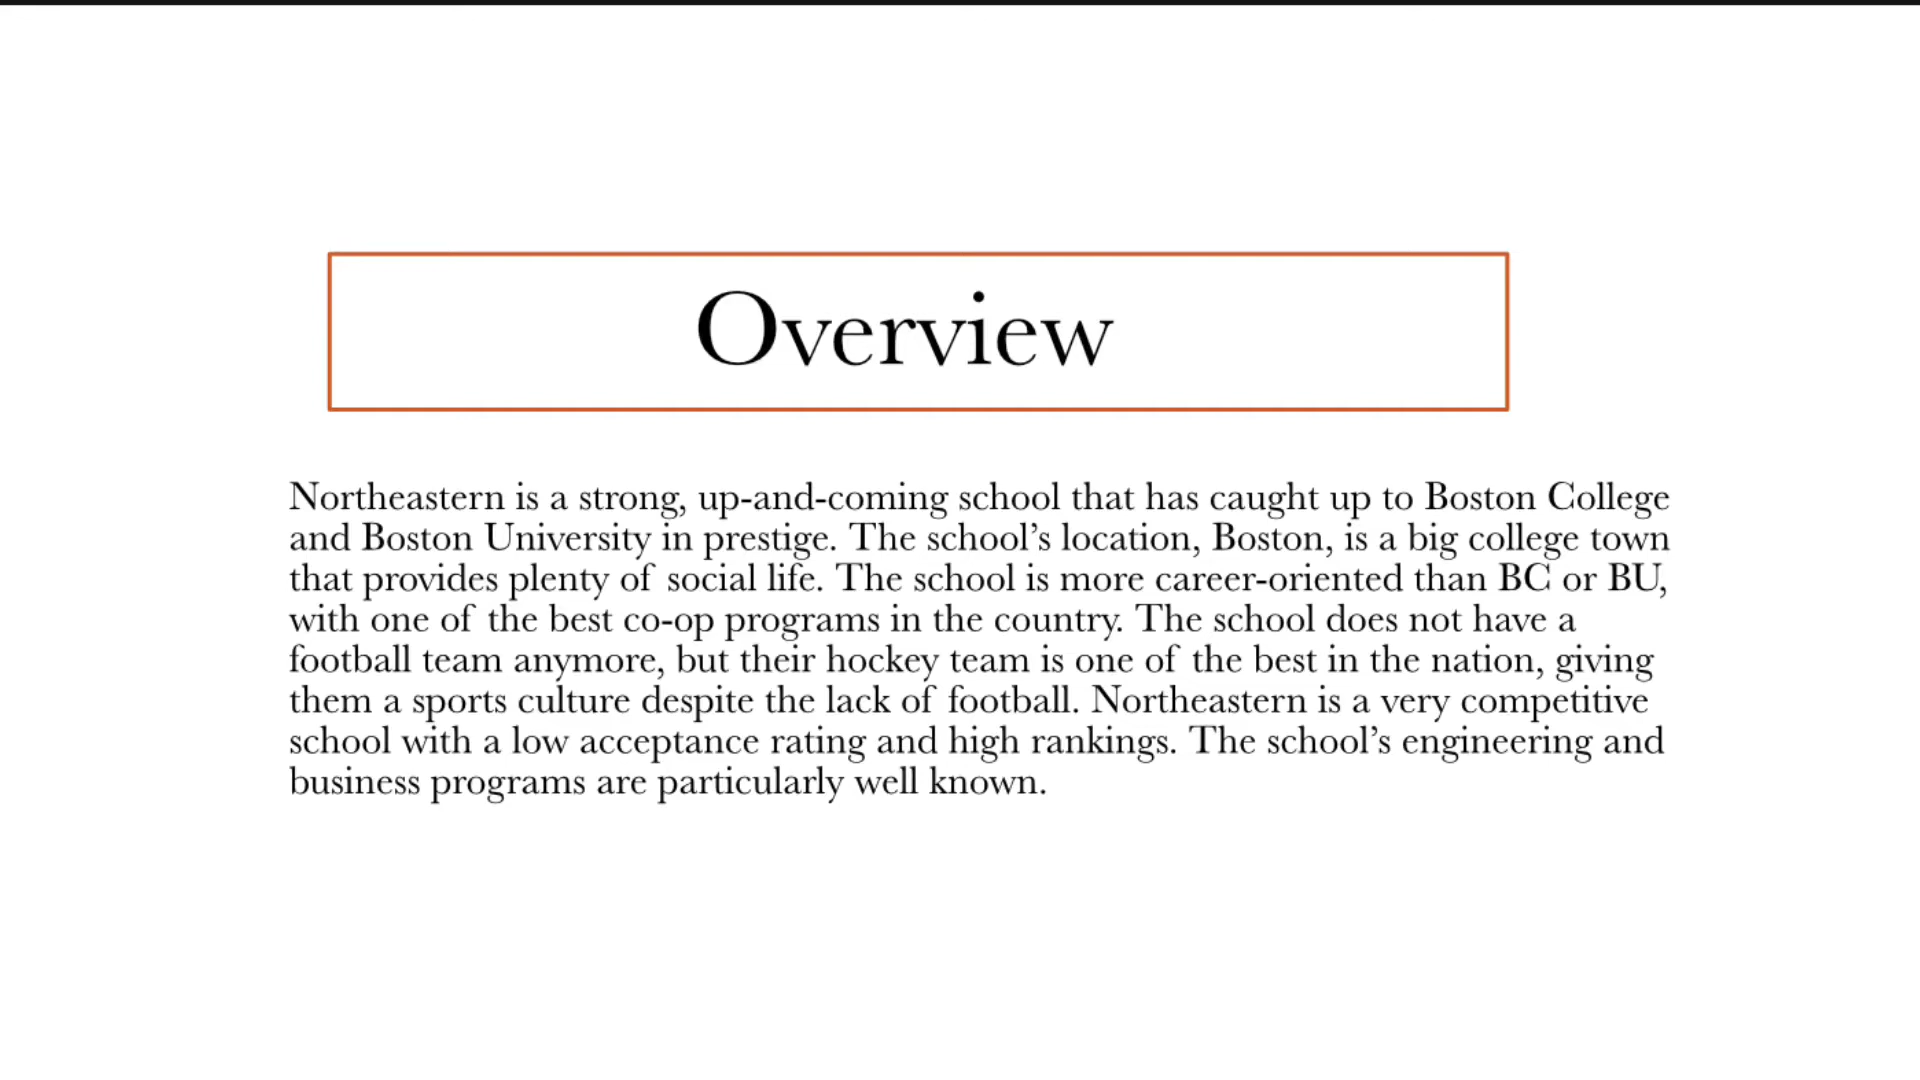 Overview
Northeastern is a strong, up-and-coming school that has caught up to Boston College
and Boston University in prestige. The school’s location, Boston, is a big college town
that provides plenty of social life. The school is more career-oriented than BC or BU,
with one of the best co-op programs in the country. The school does not have a
football team anymore, but their hockey team is one of the best in the nation, giving
them a sports culture despite the lack of football. Northeastern is a very competitive
school with a low acceptance rating and high rankings. The school’s engineering and
business programs are particularly well known.